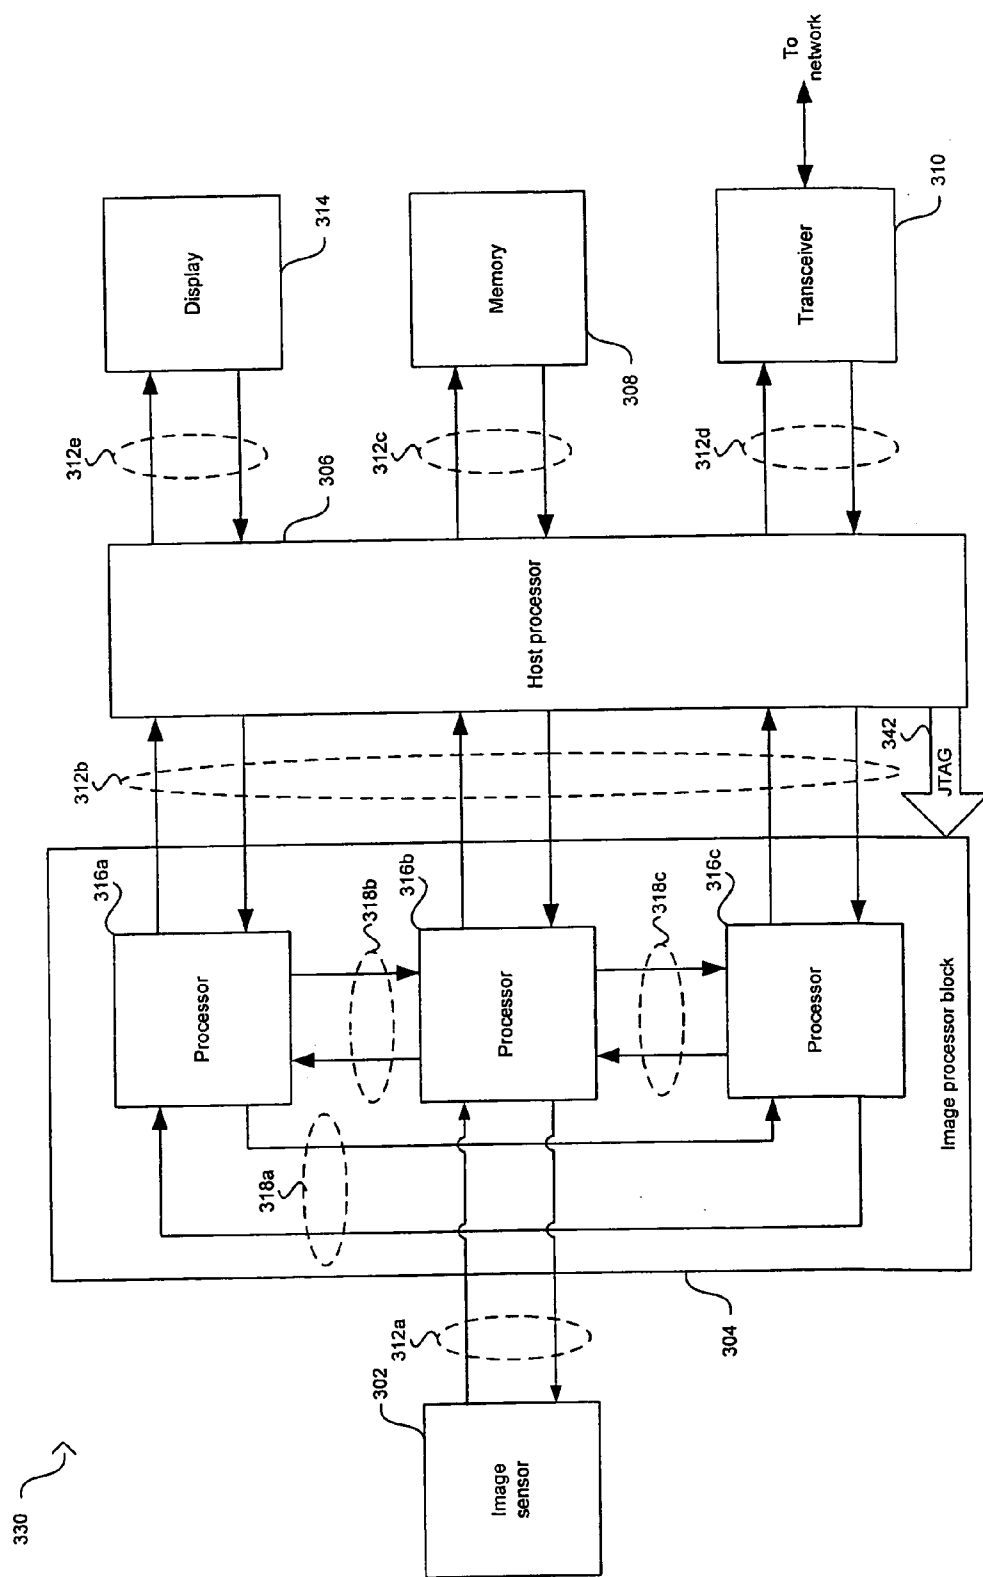 330
Image
sensor
302
312a
304
Image processor block
318a
Processor
316a
318b
Processor
316b
318c
Processor
316c
312b
JTAG
342
Host processor
306
312e
312c
312d
Display
314
Memory
308
Transceiver
310
To
network